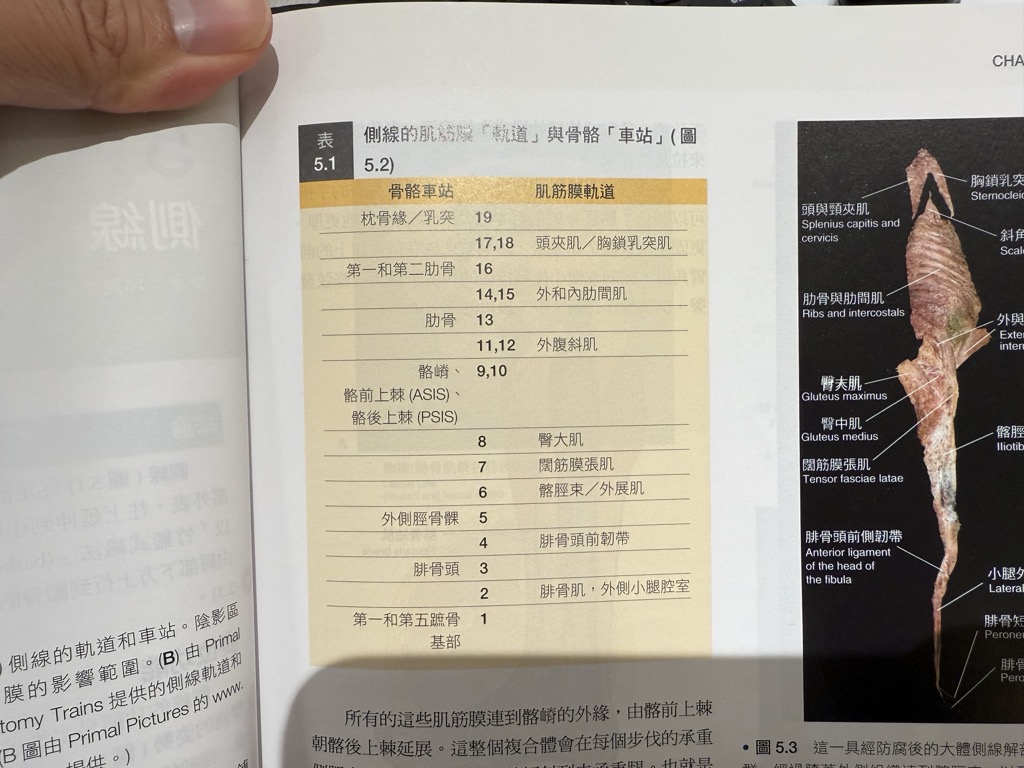 CHA
表
5.1
側線的肌筋膜「軌道」與骨骼「車站」(圖
5.2)
骨骼車站 肌筋膜軌道
枕骨緣／乳突 19
17,18 頭夾肌／胸鎖乳突肌
第一和第二肋骨 16
14,15 外和內肋間肌
肋骨 13
11,12 外腹斜肌
髂嵴、 9,10
髂前上棘 (ASIS)、
髂後上棘 (PSIS)
8 臀大肌
7 闊筋膜張肌
6 髂脛束／外展肌
外側脛骨髁 5
4 腓骨頭前韌帶
腓骨頭 3
2 腓骨肌，外側小腿腔室
第一和第五蹠骨 1
基部
所有的這些肌筋膜連到髂嵴的外緣，由髂前上棘
朝髂後上棘延展。這整個複合體會在每個步伐的承重
) 側線的軌道和車站。陰影區
膜的影響範圍。(B) 由 Primal
tomy Trains 提供的側線軌道和
(B 圖由 Primal Pictures 的 www.
提供。)
頭與頸夾肌
Splenius capitis and
cervicis
肋骨與肋間肌
Ribs and intercostals
臀大肌
Gluteus maximus
臀中肌
Gluteus medius
闊筋膜張肌
Tensor fasciae latae
腓骨頭前側韌帶
Anterior ligament
of the head of
the fibula
胸鎖乳突
Sternocleid
斜角
Scale
外與
Exte
inter
髂脛
Iliotib
小腿外
Lateral
腓骨短
Peroneu
腓骨
Pero
• 圖 5.3 這一具經防腐後的大體側線解剖